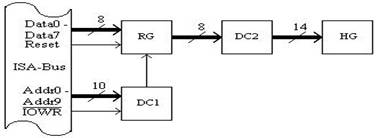 Data0 -
Data7
Reset
ISA-Bus
Addr0 -
Addr9
IOWR
8
RG
8
DC2
14
HG
10
DC1